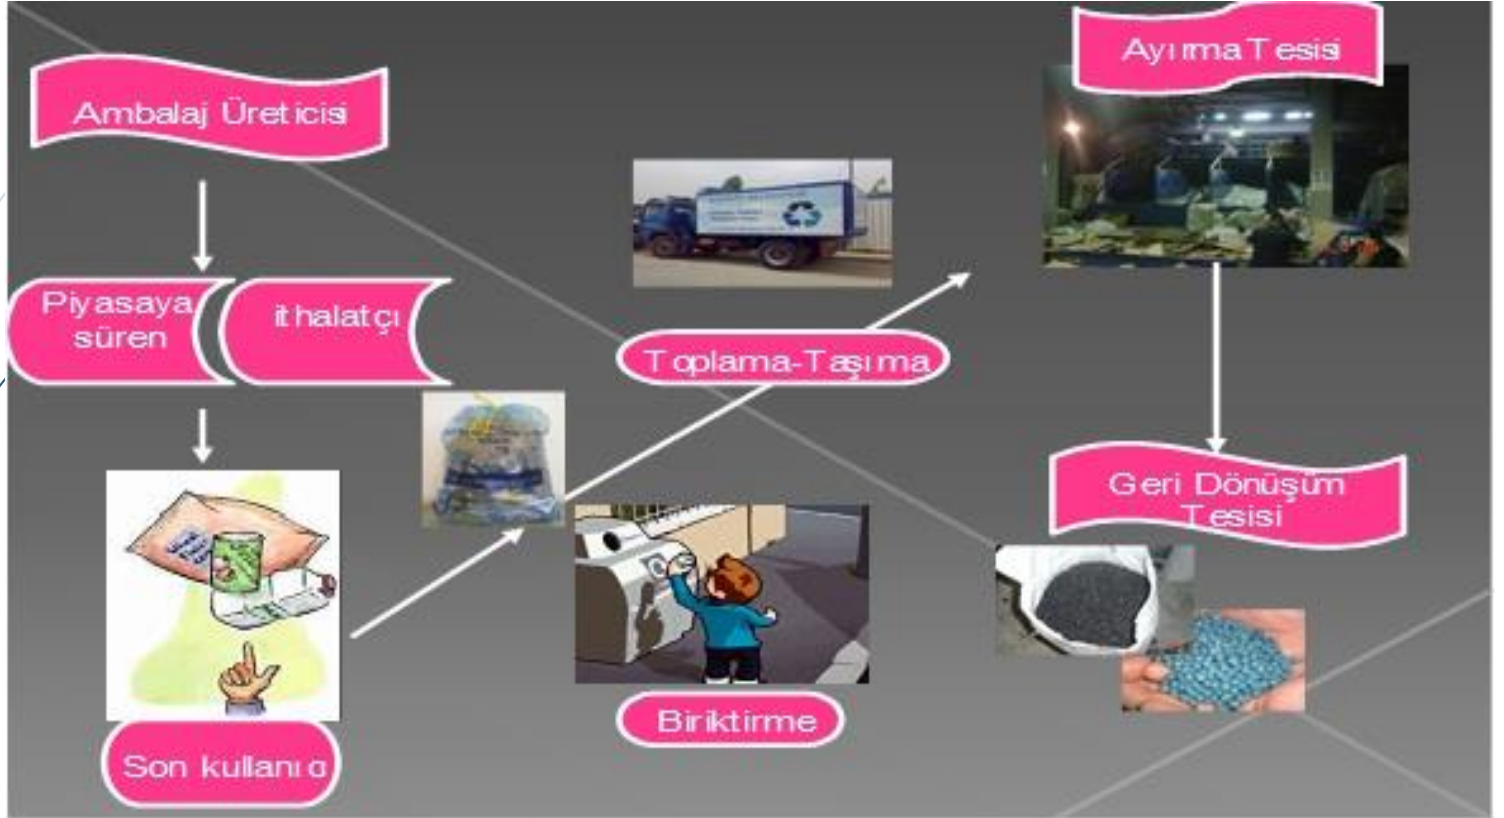 Ambalaj Üreticisi
Piyasaya
süren
ithalatçı
Son kullanıcı
Biriktirme
Toplama-Taşıma
Ayırma Tesisi
Geri Dönüşüm
Tesisi